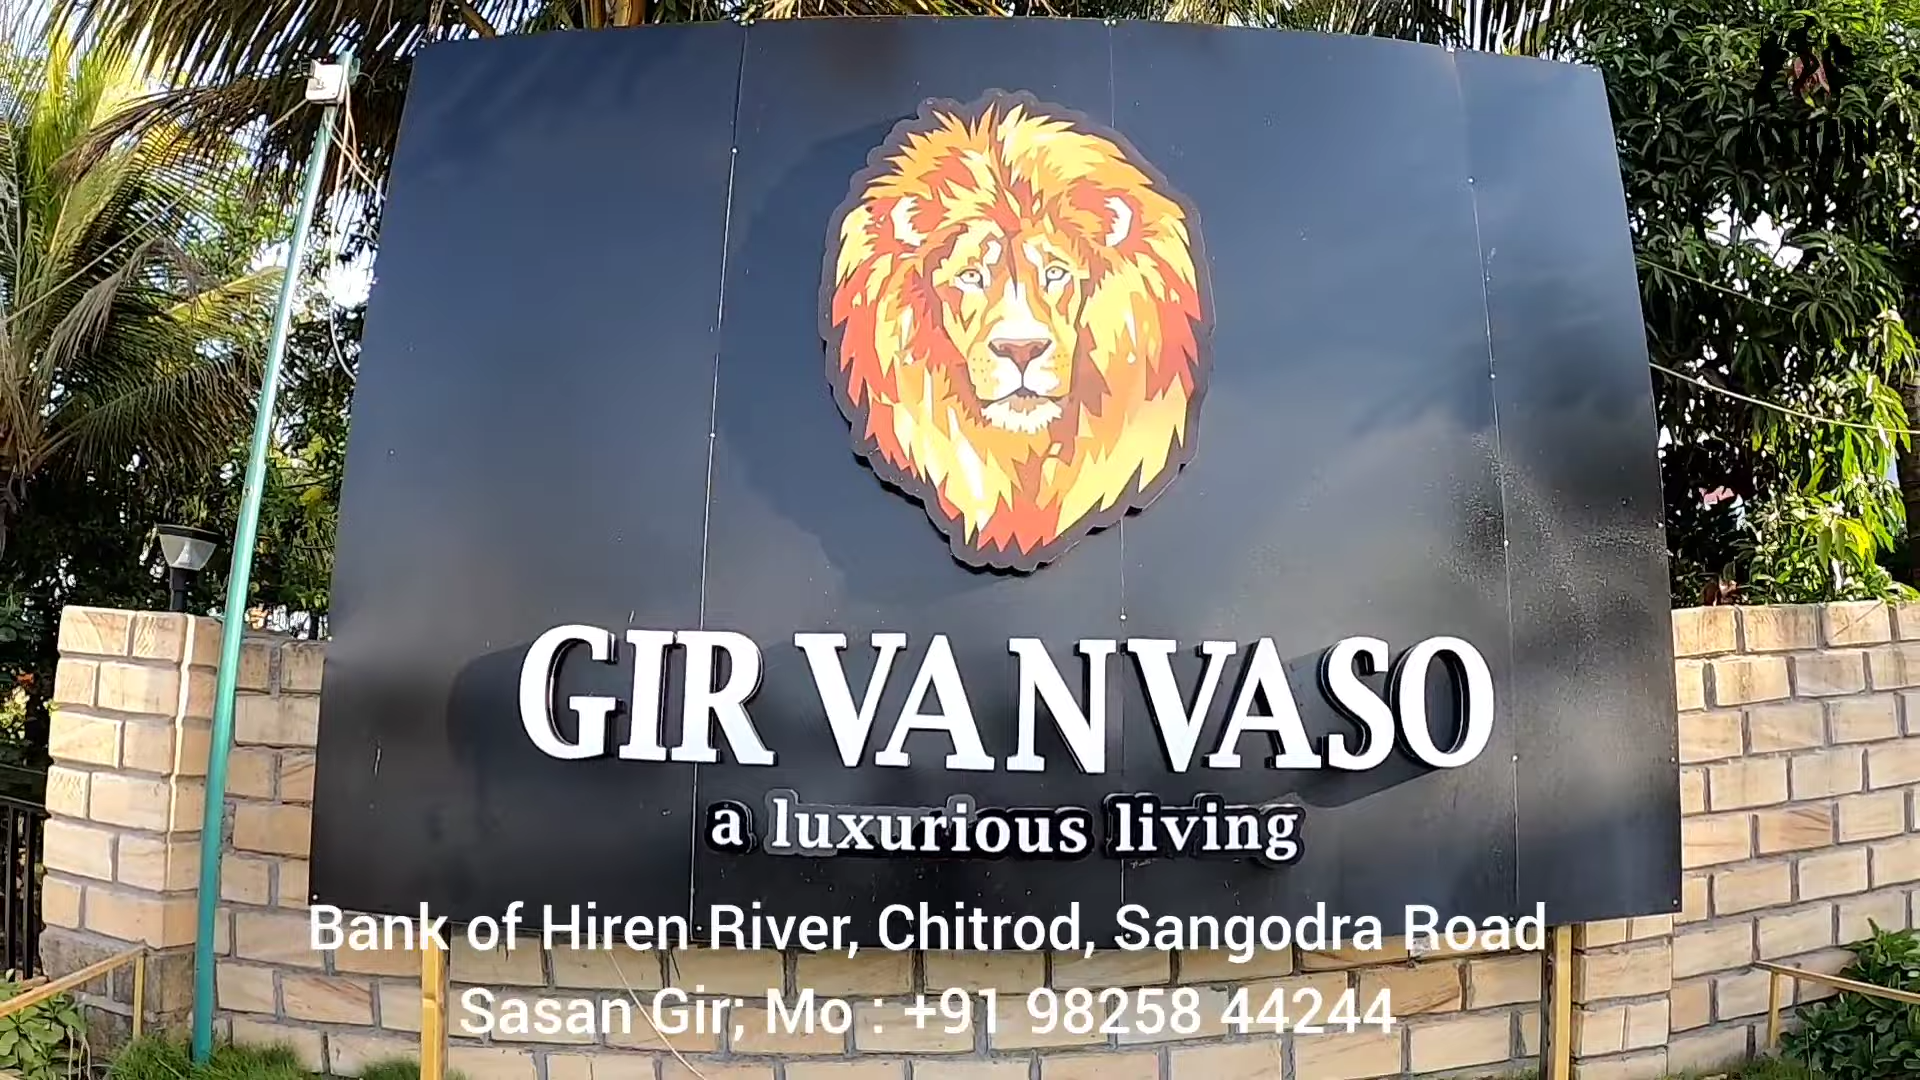 GIR VANVASO
a luxurious living
Bank of Hiren River, Chitrod, Sangodra Road
Sasan Gir; Mo : +91 98258 44244